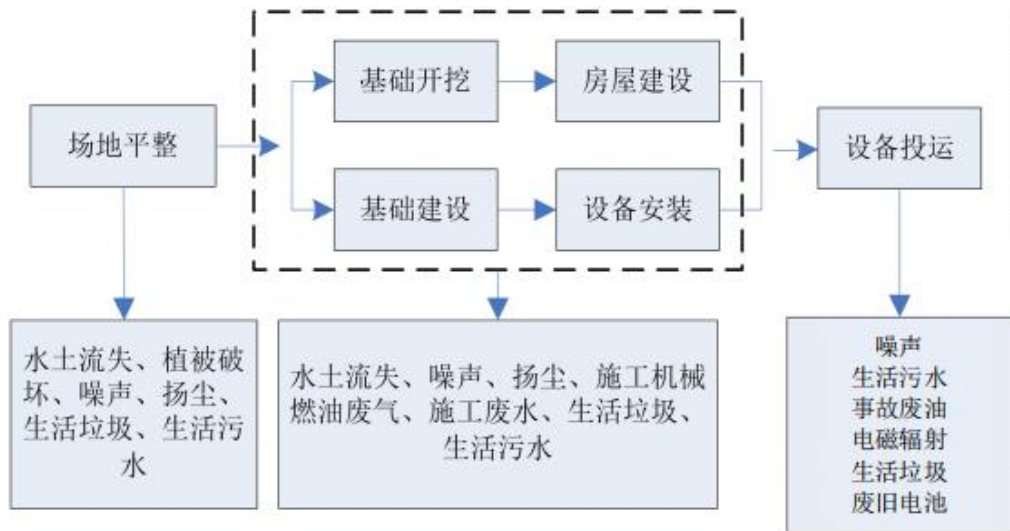 基础开挖
房屋建设
场地平整
设备投运
基础建设
设备安装
水土流失、植被破
坏、噪声、扬尘、
生活垃圾、生活污
水
水土流失、噪声、扬尘、施工机械
燃油废气、施工废水、生活垃圾、
生活污水
噪声
生活污水
事故废油
电磁辐射
生活垃圾
废旧电池